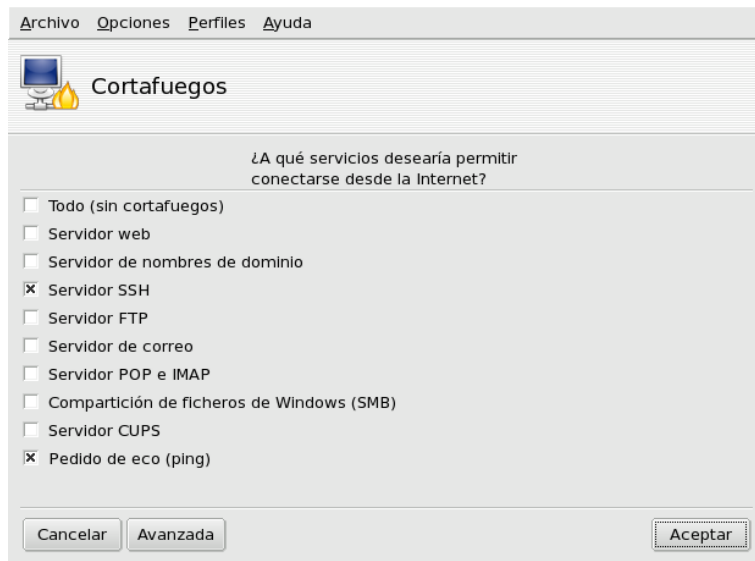 Archivo Opciones Perfiles Ayuda
Cortafuegos
¿A qué servicios desearía permitir
conectarse desde la Internet?
Todo (sin cortafuegos)
Servidor web
Servidor de nombres de dominio
Servidor SSH
Servidor FTP
Servidor de correo
Servidor POP e IMAP
Compartición de ficheros de Windows (SMB)
Servidor CUPS
Pedido de eco (ping)
Cancelar Avanzada Aceptar